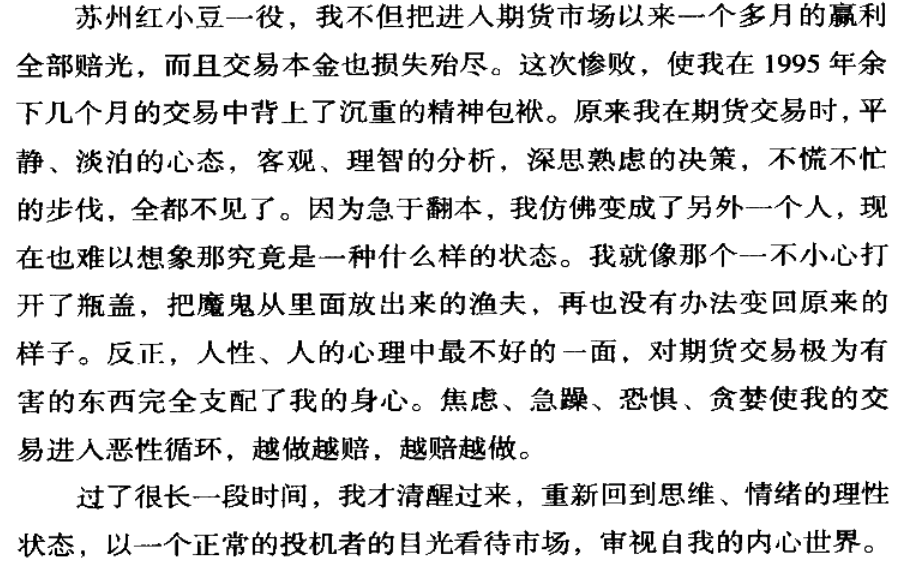 苏州红小豆一役，我不但把进入期货市场以来一个多月的赢利
全部赔光，而且交易本金也损失殆尽。这次惨败，使我在 1995 年余
下几个月的交易中背上了沉重的精神包袱。原来我在期货交易时，平
静、淡泊的心态，客观、理智的分析，深思熟虑的决策，不慌不忙
的步伐，全都不见了。因为急于翻本，我仿佛变成了另外一个人，现
在也难以想象那究竟是一种什么样的状态。我就像那个一不小心打
开了瓶盖，把魔鬼从里面放出来的渔夫，再也没有办法变回原来的
样子。反正，人性、人的心理中最不好的一面，对期货交易极为有
害的东西完全支配了我的身心。焦虑、急躁、恐惧、贪婪使我的交
易进入恶性循环，越做越赔，越赔越做。
过了很长一段时间，我才清醒过来，重新回到思维、情绪的理性
状态，以一个正常的投机者的目光看待市场，审视自我的内心世界。